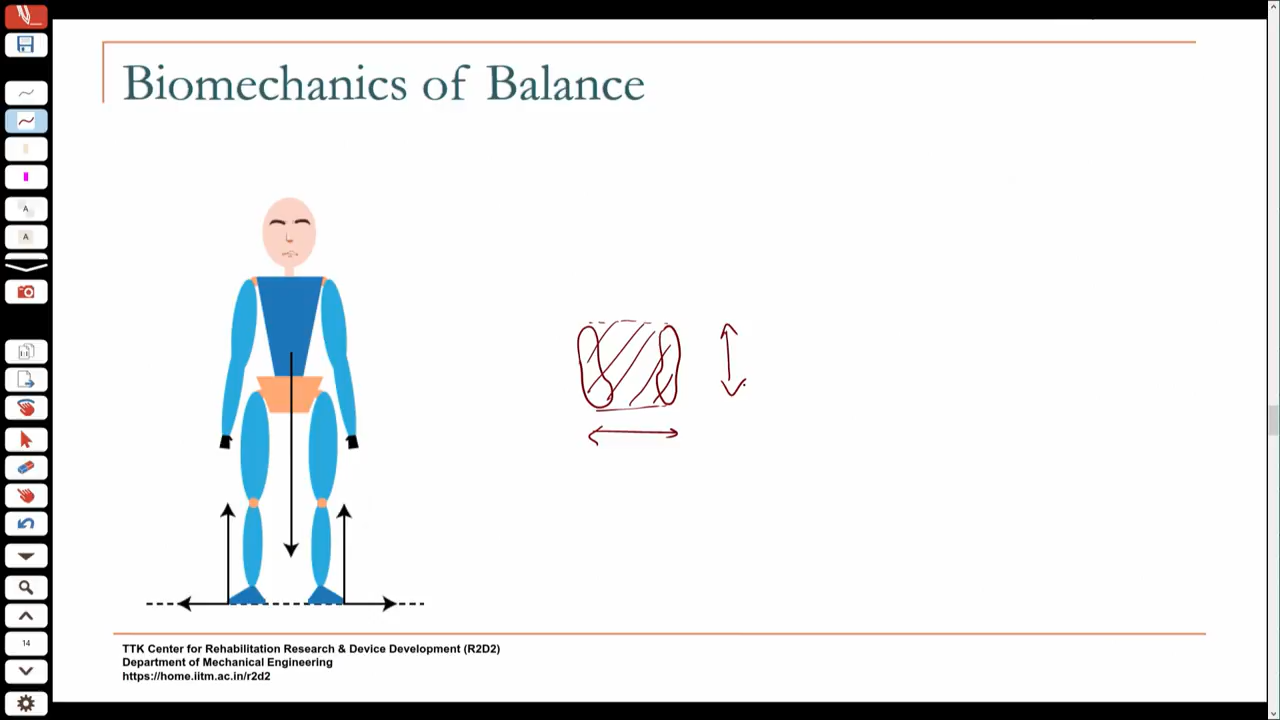 Biomechanics of Balance
TTK Center for Rehabilitation Research & Device Development (R2D2)
Department of Mechanical Engineering
https://home.iitm.ac.in/r2d2
A
A
14